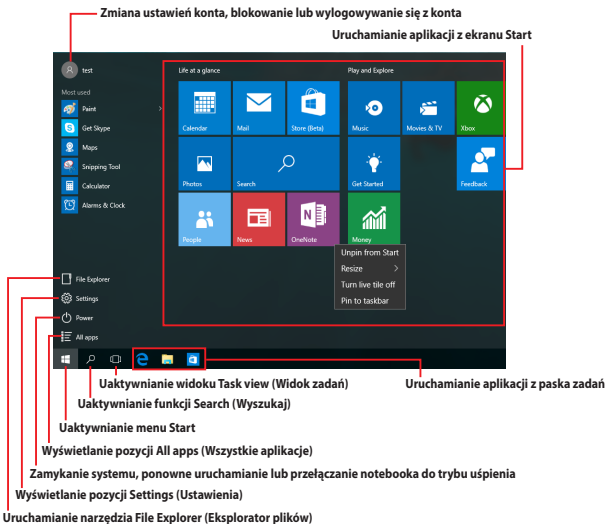 Zmiana ustawień konta, blokowanie lub wylogowywanie się z konta
Uruchamianie aplikacji z ekranu Start
test
Most used
Paint
Get Skype
Maps
Snipping Tool
Calculator
Alarms & Clock
File Explorer
Settings
Power
All apps
Life at a glance
Play and Explore
Calendar
Mail
Store (Beta)
Music
Movies & TV
Xbox
Photos
Search
Get Started
Feedback
People
News
OneNote
Money
Unpin from Start
Resize
Turn live tile off
Pin to taskbar
Uaktywnianie widoku Task view (Widok zadań)
Uruchamianie aplikacji z paska zadań
Uaktywnianie funkcji Search (Wyszukaj)
Uaktywnianie menu Start
Wyświetlanie pozycji All apps (Wszystkie aplikacje)
Zamykanie systemu, ponowne uruchamianie lub przełączanie notebooka do trybu uśpienia
Wyświetlanie pozycji Settings (Ustawienia)
Uruchamianie narzędzia File Explorer (Eksplorator plików)